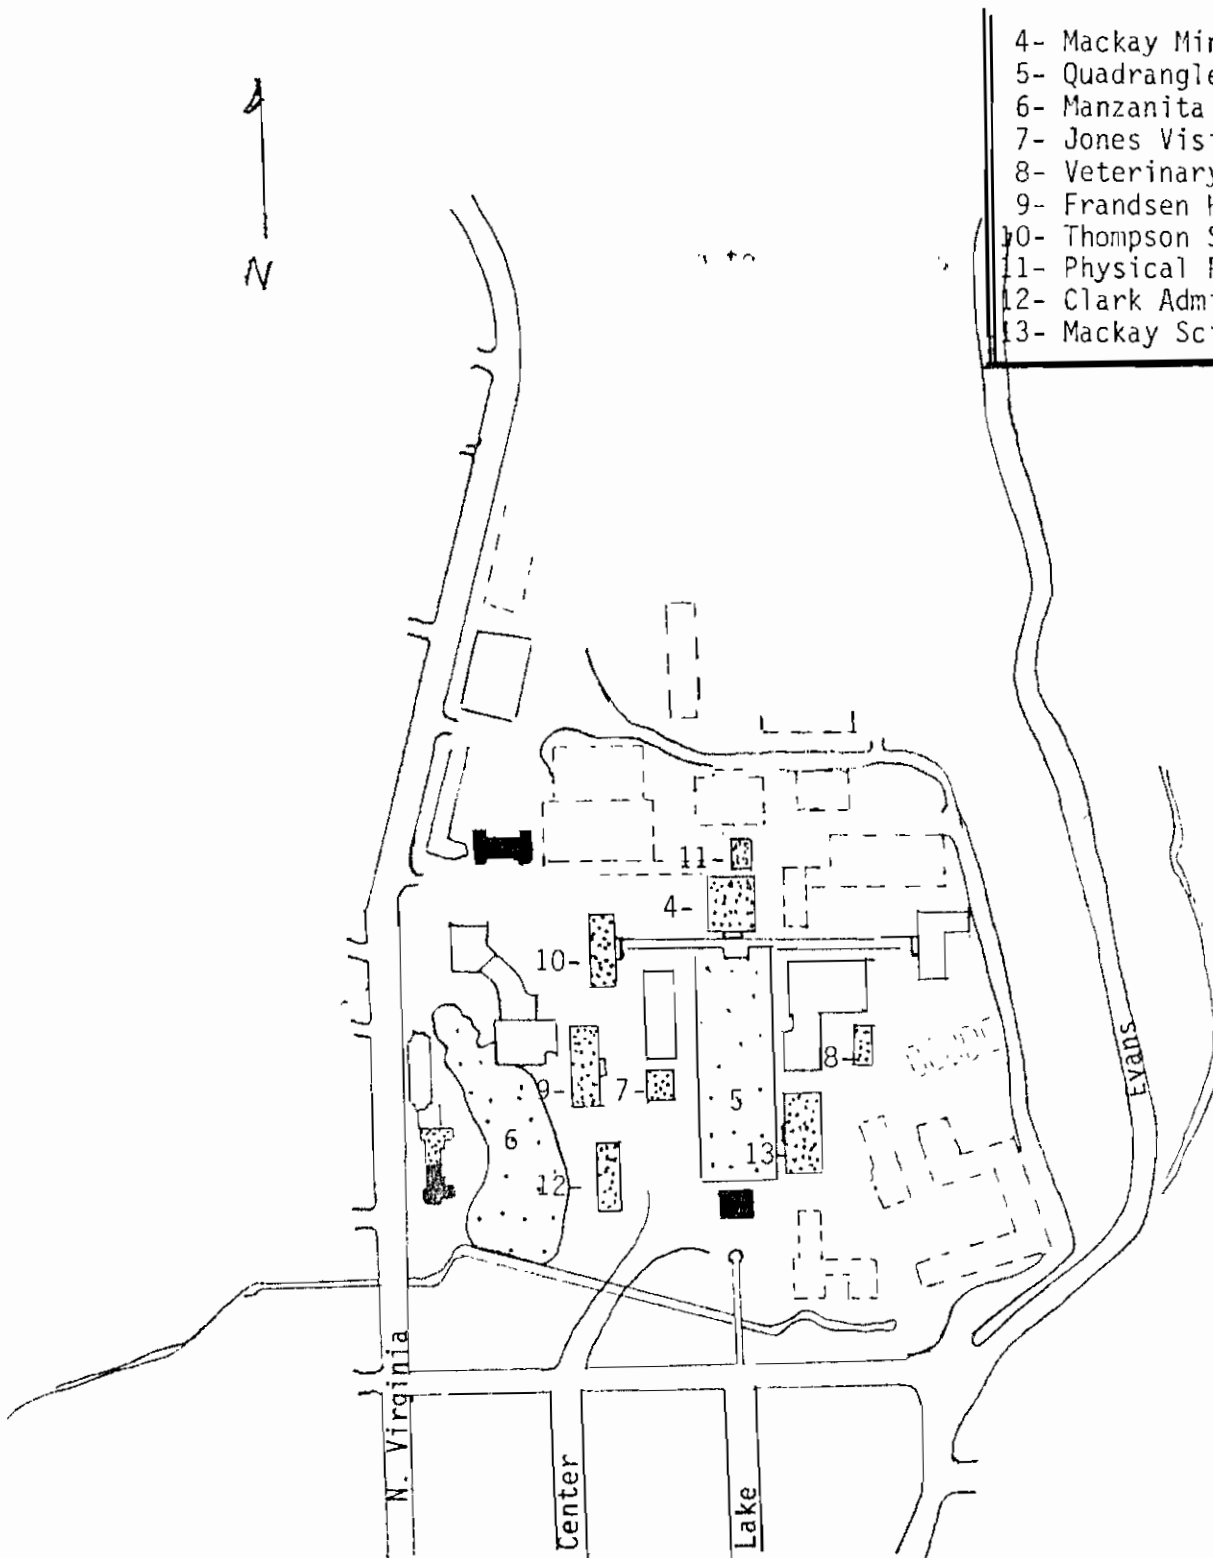 4- Mackay Min
5- Quadrangle
6- Manzanita
7- Jones Vis
8- Veterinary
9- Frandsen
10- Thompson S
11- Physical
12- Clark Adm
13- Mackay Sc
N
11-
4-
10-
8-
9-
7-
5
6
13
12-
Evans
N. Virginia
Center
Lake